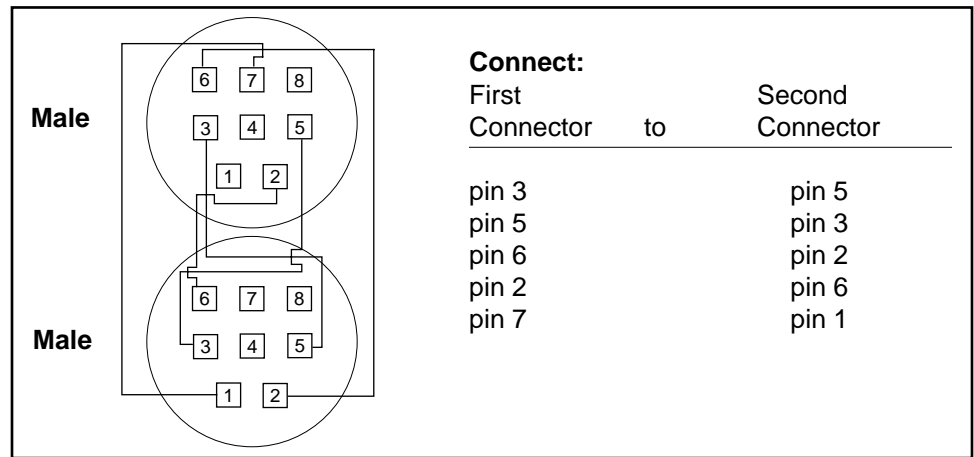 Male
6 7 8
3 4 5
1 2
Male
6 7 8
3 4 5
1 2
Connect:
First Second
Connector to Connector
pin 3 pin 5
pin 5 pin 3
pin 6 pin 2
pin 2 pin 6
pin 7 pin 1